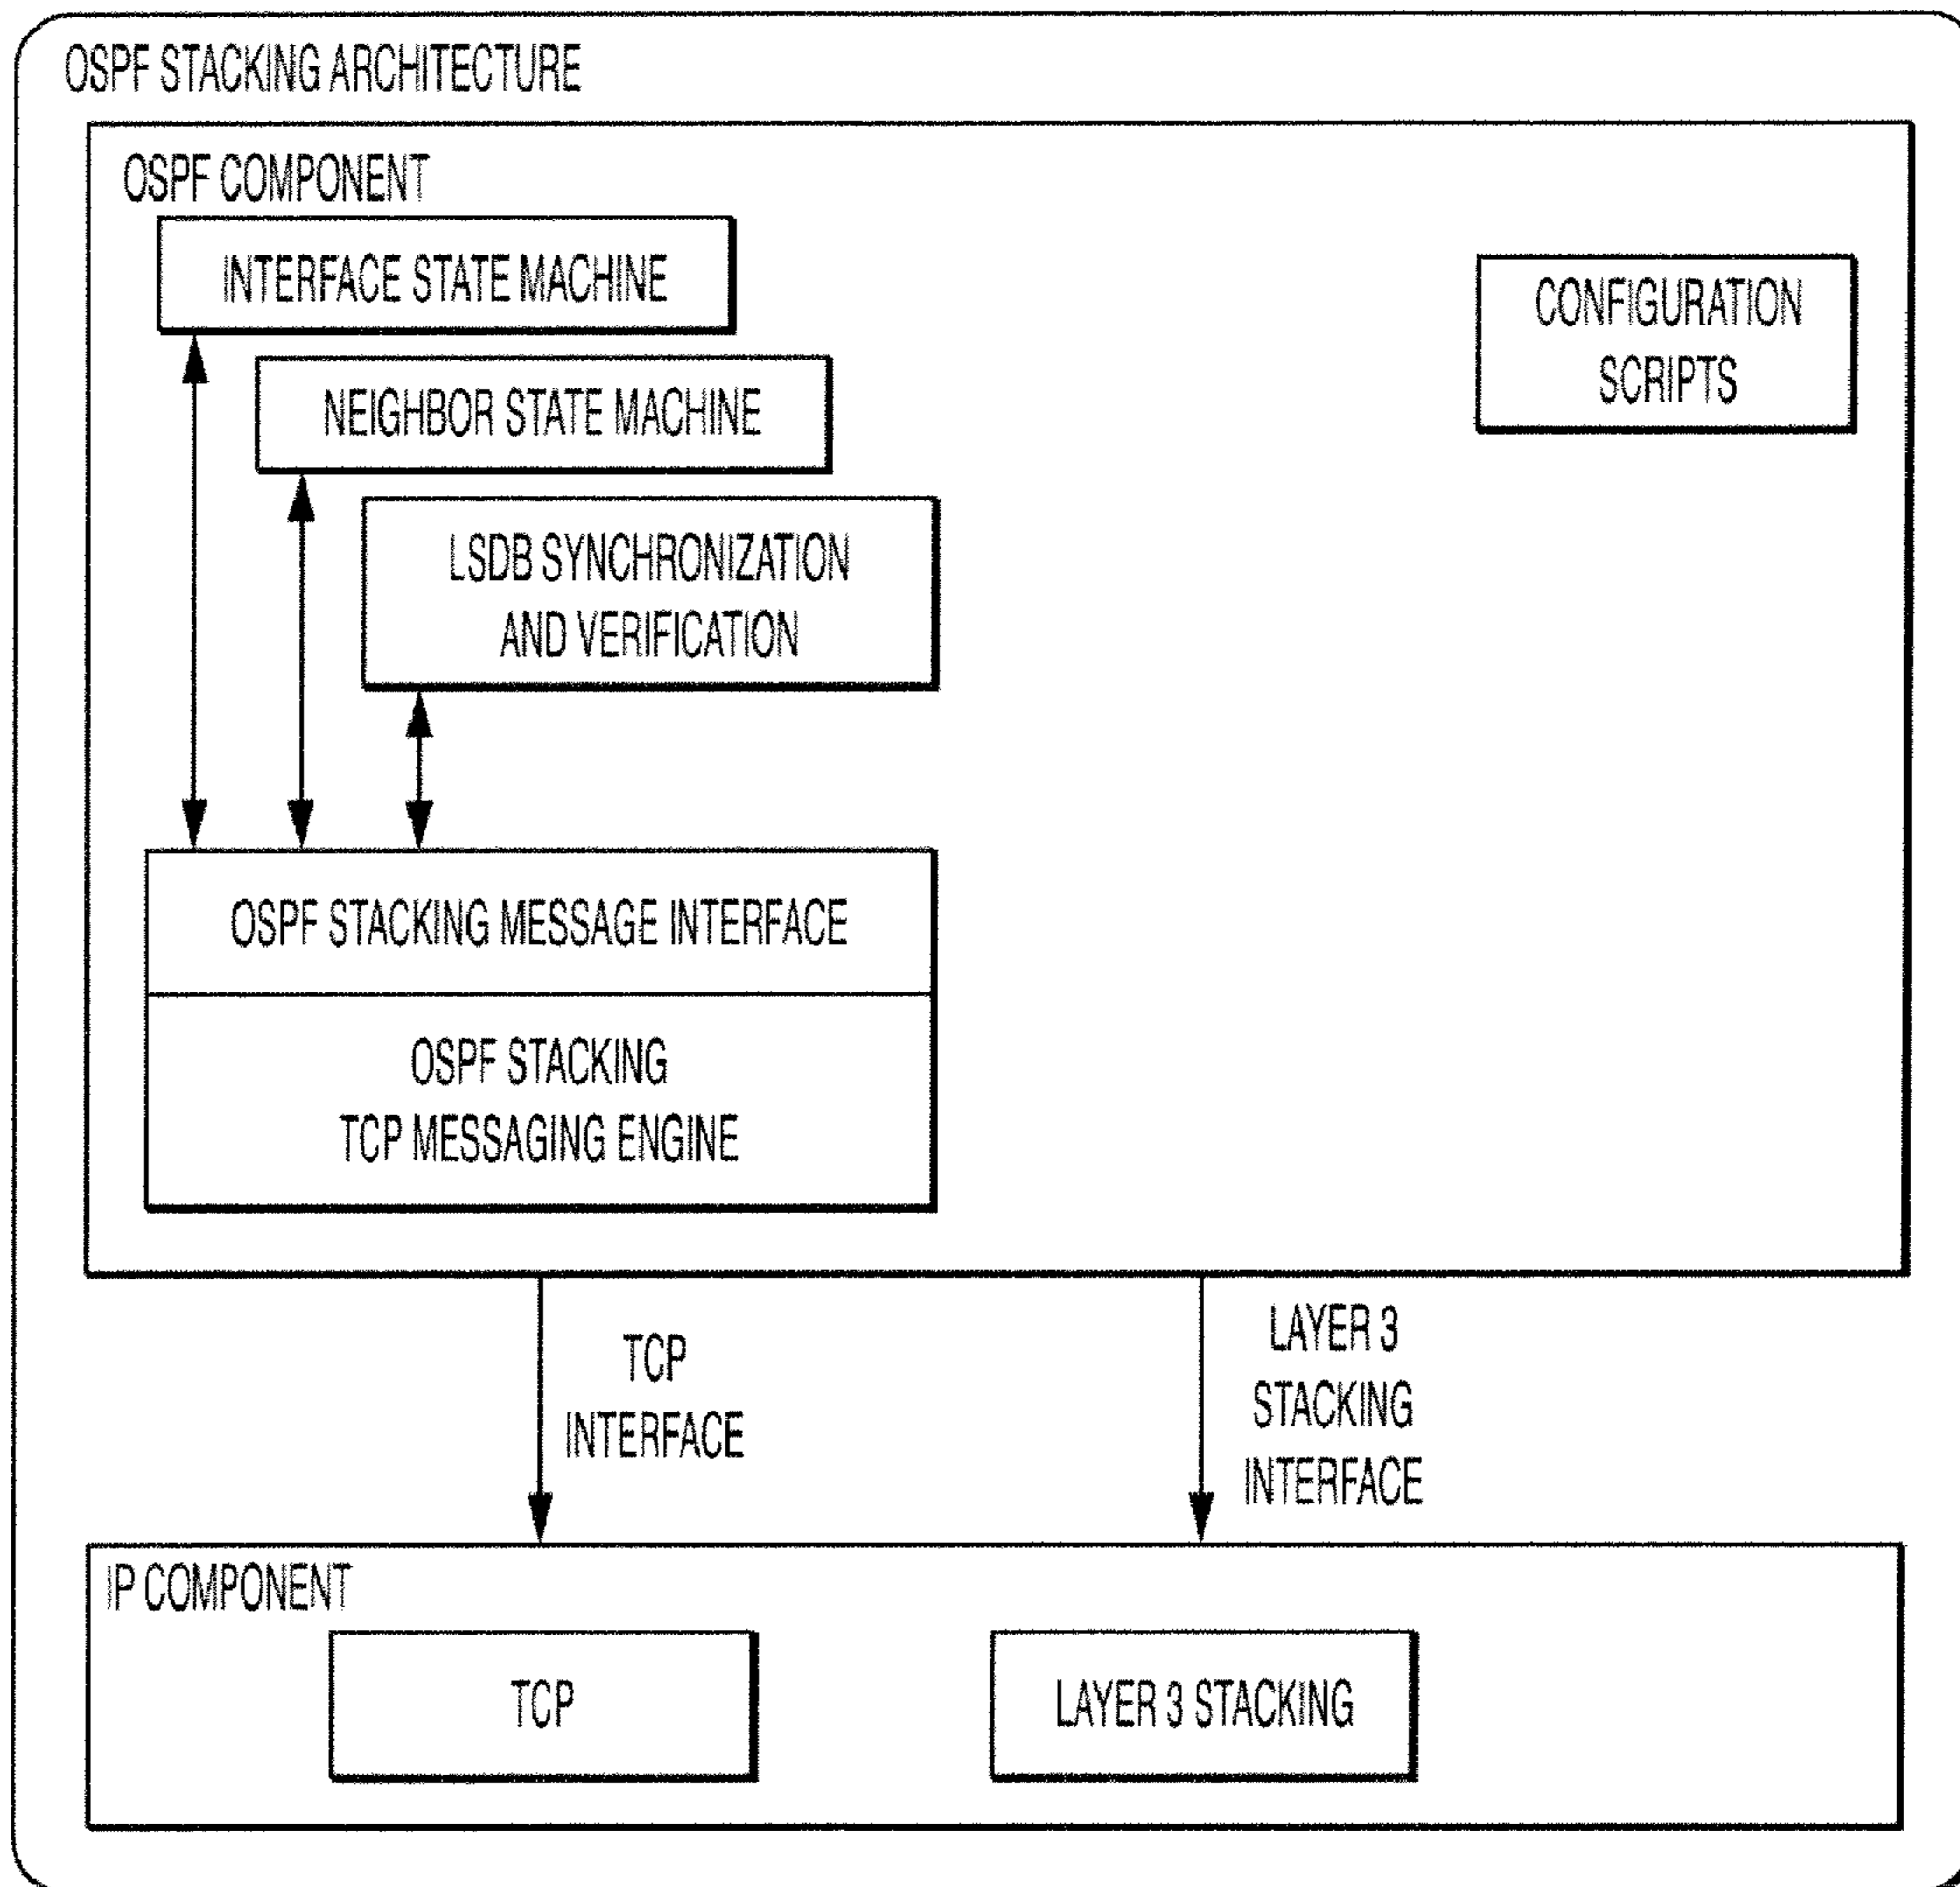 OSPF STACKING ARCHITECTURE
OSPF COMPONENT
INTERFACE STATE MACHINE
CONFIGURATION
SCRIPTS
NEIGHBOR STATE MACHINE
LSDB SYNCHRONIZATION
AND VERIFICATION
OSPF STACKING MESSAGE INTERFACE
OSPF STACKING
TCP MESSAGING ENGINE
TCP
INTERFACE
LAYER 3
STACKING
INTERFACE
IP COMPONENT
TCP
LAYER 3 STACKING